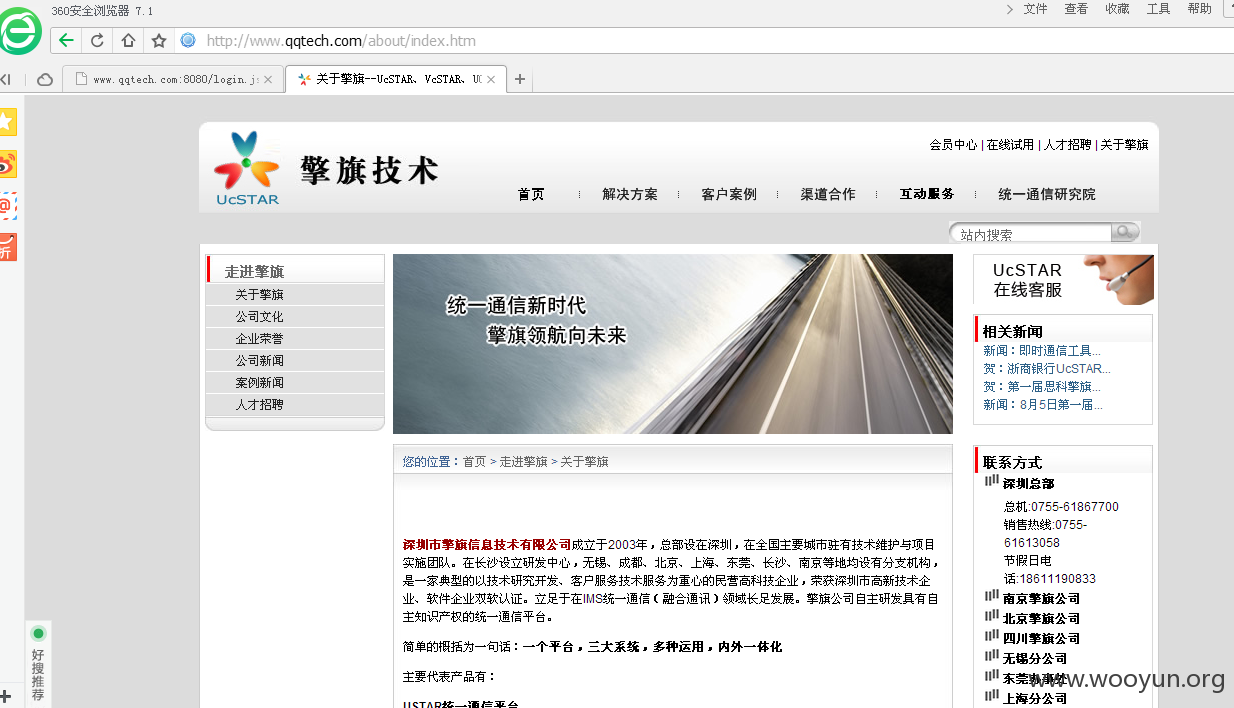 360安全浏览器 7.1
文件 查看 收藏 工具 帮助
http://www.qqtech.com/about/index.htm
www.qqtech.com:8080/login.j
关于擎旗--UcSTAR、VcSTAR、U
擎旗技术
UcSTAR
会员中心 | 在线试用 | 人才招聘 | 关于擎旗
首页 解决方案 客户案例 渠道合作 互动服务 统一通信研究院
站内搜索
走进擎旗
关于擎旗
公司文化
企业荣誉
公司新闻
案例新闻
人才招聘
统一通信新时代
擎旗领航向未来
您的位置：首页 > 走进擎旗 > 关于擎旗
深圳市擎旗信息技术有限公司成立于2003年，总部设在深圳，在全国主要城市驻有技术维护与项目
实施团队。在长沙设立研发中心，无锡、成都、北京、上海、东莞、长沙、南京等地均设有分支机构，
是一家典型的以技术研究开发、客户服务技术服务为重心的民营高科技企业，荣获深圳市高新技术企
业、软件企业双软认证。立足于在IMS统一通信（融合通讯）领域长足发展。擎旗公司自主研发具有自
主知识产权的统一通信平台。
简单的概括为一句话：一个平台，三大系统，多种运用，内外一体化
主要代表产品有：
USTAR统一通信平台
UcSTAR
在线客服
相关新闻
新闻：即时通信工具...
贺：浙商银行UcSTAR...
贺：第一届思科擎旗...
新闻：8月5日第一届...
联系方式
深圳总部
总机:0755-61867700
销售热线:0755-
61613058
节假日电
话:18611190833
南京擎旗公司
北京擎旗公司
四川擎旗公司
无锡分公司
东莞办事处
上海分公司
好搜推荐
www.wooyun.org